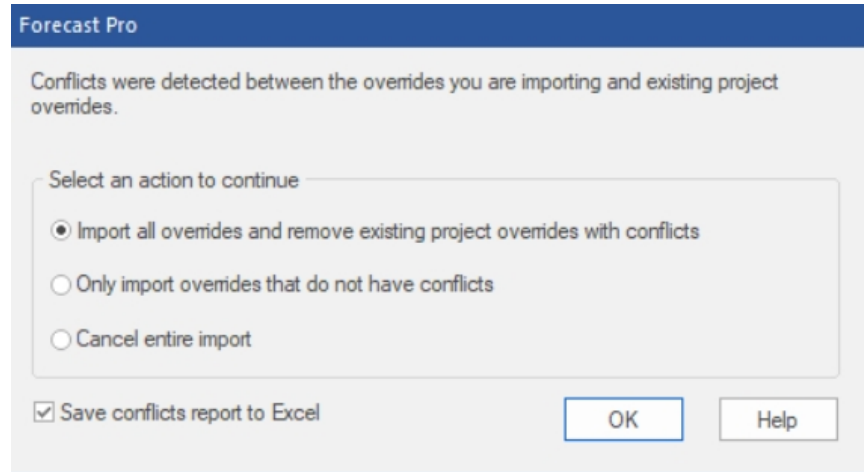 Forecast Pro
Conflicts were detected between the overrides you are importing and existing project
overrides.
Select an action to continue
Import all overrides and remove existing project overrides with conflicts
Only import overrides that do not have conflicts
Cancel entire import
Save conflicts report to Excel
OK
Help